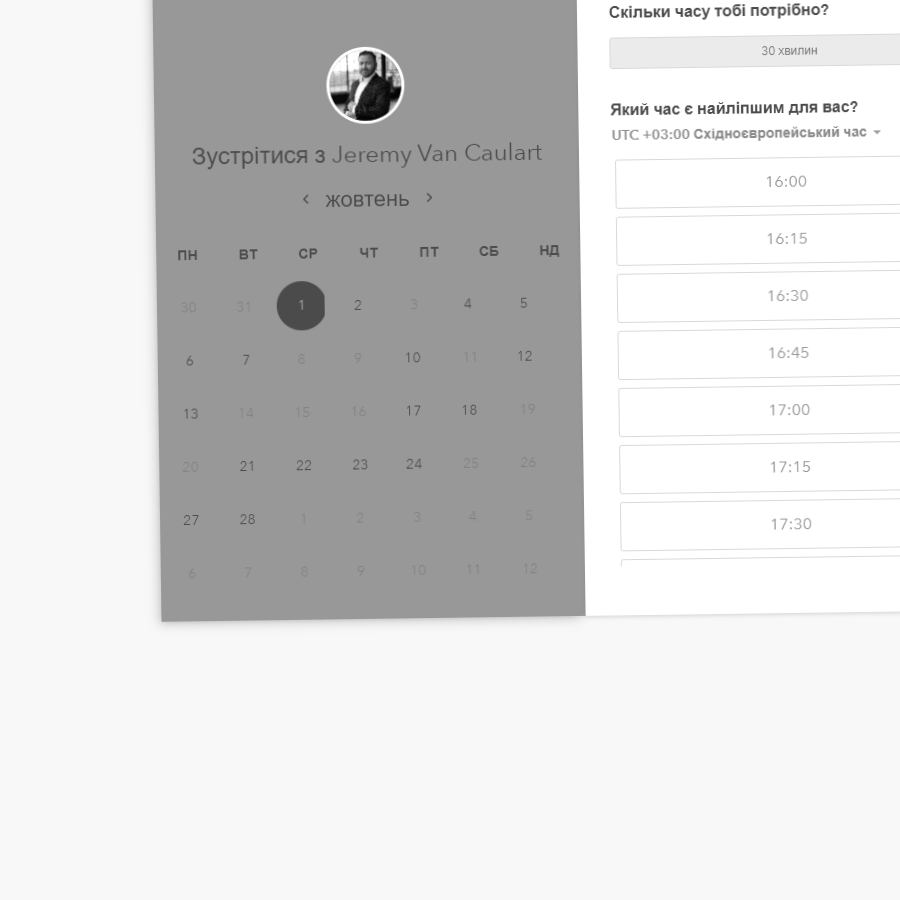 Зустрітися з Jeremy Van Caulart
жовтень
ПН ВТ СР ЧТ ПТ СБ НД
30 31 1 2 3 4 5
6 7 8 9 10 11 12
13 14 15 16 17 18 19
20 21 22 23 24 25 26
27 28 1 2 3 4 5
6 7 8 9 10 11 12
Скільки часу тобі потрібно?
30 хвилин
Який час є найліпшим для вас?
UTC +03:00 Східноєвропейський час
16:00
16:15
16:30
16:45
17:00
17:15
17:30